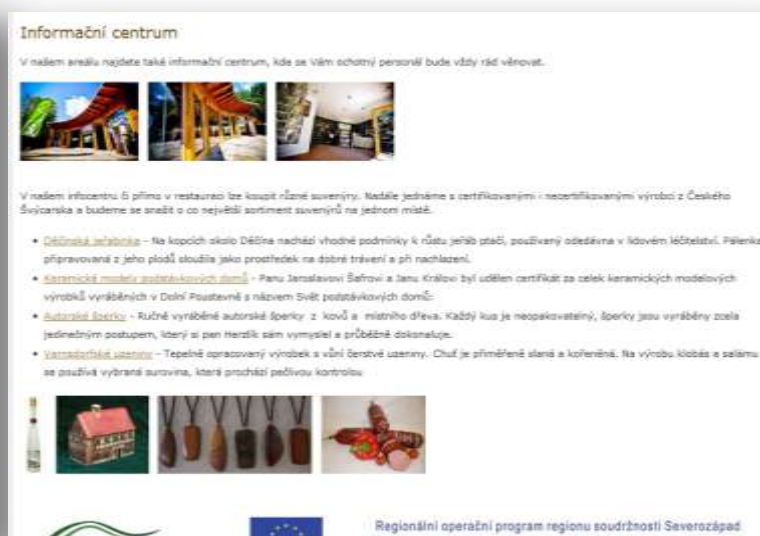 Informační centrum
V našem areálu najdete také informační centrum, kde se Vám ochotný personál bude vždy rád věnovat.
V našem infocentru či přímo v restauraci lze koupit různé suvenýry. Nadále jednáme s certifikovanými i necertifikovanými výrobci z Českého
Švýcarska a budeme se snažit o co největší sortiment suvenýrů na jednom místě.
• Děčínská jeřabinka - Na kopcích okolo Děčína nachází vhodné podmínky k růstu jeřáb ptačí, používaný odedávna v lidovém léčitelství. Pálenka
připravovaná z jeho plodů sloužila jako prostředek na dobré trávení a při nachlazení.
• Keramické modely podstávkových domů - Panu Jaroslavovi Šafrovi a Janu Královi byl udělen certifikát za celek keramických modelových
výrobků vyráběných v Dolní Poustevně s názvem Svět podstávkových domů:
• Autorské šperky - Ručně vyráběné autorské šperky z kovů a místního dřeva. Každý kus je neopakovatelný, šperky jsou vyráběny zcela
jedinečným postupem, který si pan Herzlík sám vymyslel a průběžně dokonaluje.
• Varnsdorfské uzeniny - Tepelně opracovaný výrobek s vůní čerstvé uzeniny. Chuť je přiměřeně slaná a kořeněná. Na výrobu klobás a salámu
se používá vybraná surovina, která prochází pečlivou kontrolou
Regionální operační program regionu soudržnosti Severozápad